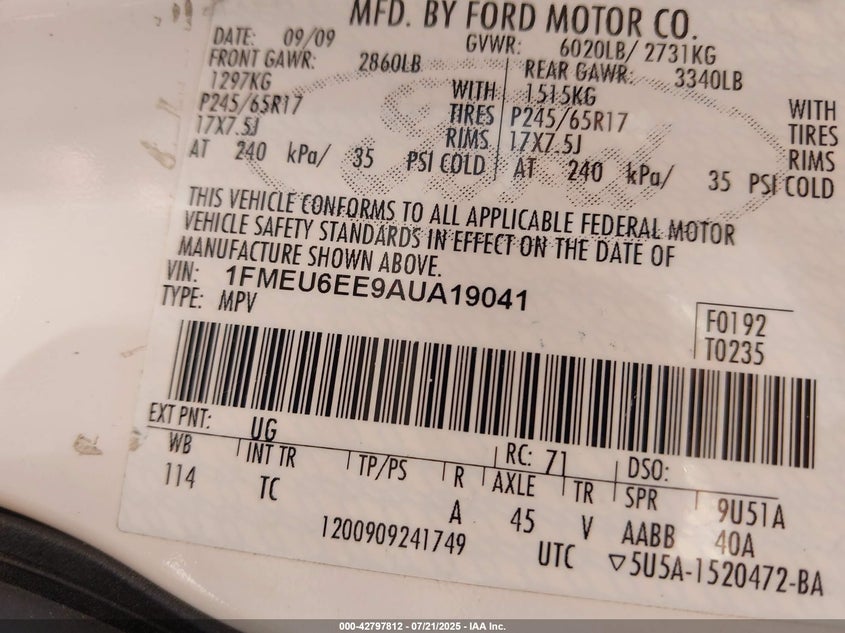 MFD. BY FORD MOTOR CO.
DATE: 09/09 GVWR: 6020LB/ 2731KG
FRONT GAWR: 2860LB REAR GAWR: 3340LB
1297KG WITH 1515KG WITH
P245/65R17 TIRES P245/65R17 TIRES
17X7.5J RIMS 17X7.5J RIMS
AT 240 kPa/ 35 PSI COLD AT 240 kPa/ 35 PSI COLD
THIS VEHICLE CONFORMS TO ALL APPLICABLE FEDERAL MOTOR
VEHICLE SAFETY STANDARDS IN EFFECT ON THE DATE OF
MANUFACTURE SHOWN ABOVE.
VIN: 1FMEU6EE9AUA19041
TYPE: MPV
F0192
T0235
EXT PNT: UG RC: 71 DSO:
WB INT TR TP/PS R AXLE TR SPR 9U51A
114 TC A 45 V AABB 40A
1200909241749 UTC ▽5U5A-1520472-BA
000-42797812 - 07/21/2025 - IAA Inc.